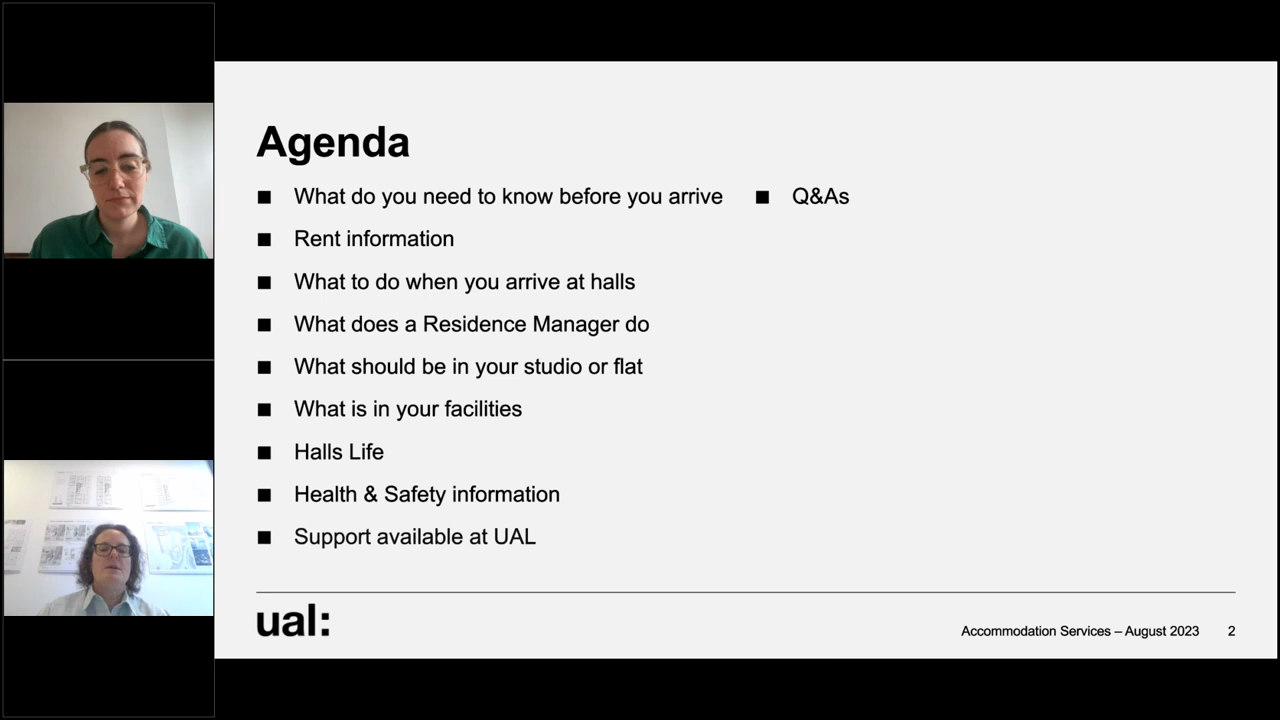 Agenda
What do you need to know before you arrive
Rent information
What to do when you arrive at halls
What does a Residence Manager do
What should be in your studio or flat
What is in your facilities
Halls Life
Health & Safety information
Support available at UAL
Q&As
ual:
Accommodation Services – August 2023 2